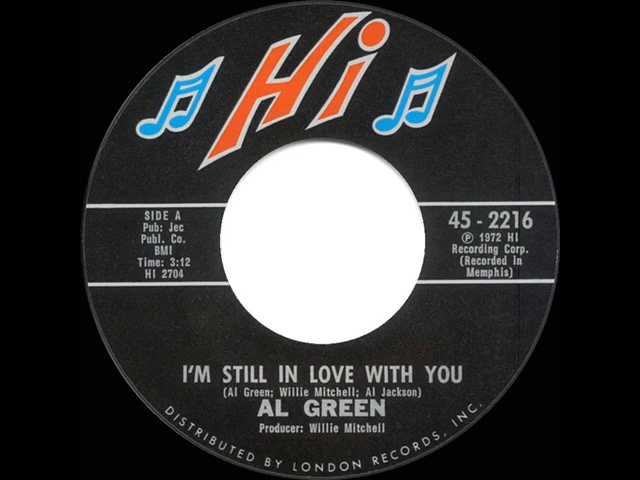 Hi
SIDE A
Pub: Jec
Publ. Co.
BMI
Time: 3:12
HI 2704
45-2216
Ⓟ 1972 HI
Recording Corp.
(Recorded in
Memphis)
I'M STILL IN LOVE WITH YOU
(Al Green; Willie Mitchell; Al Jackson)
AL GREEN
Producer: Willie Mitchell
DISTRIBUTED BY LONDON RECORDS, INC.